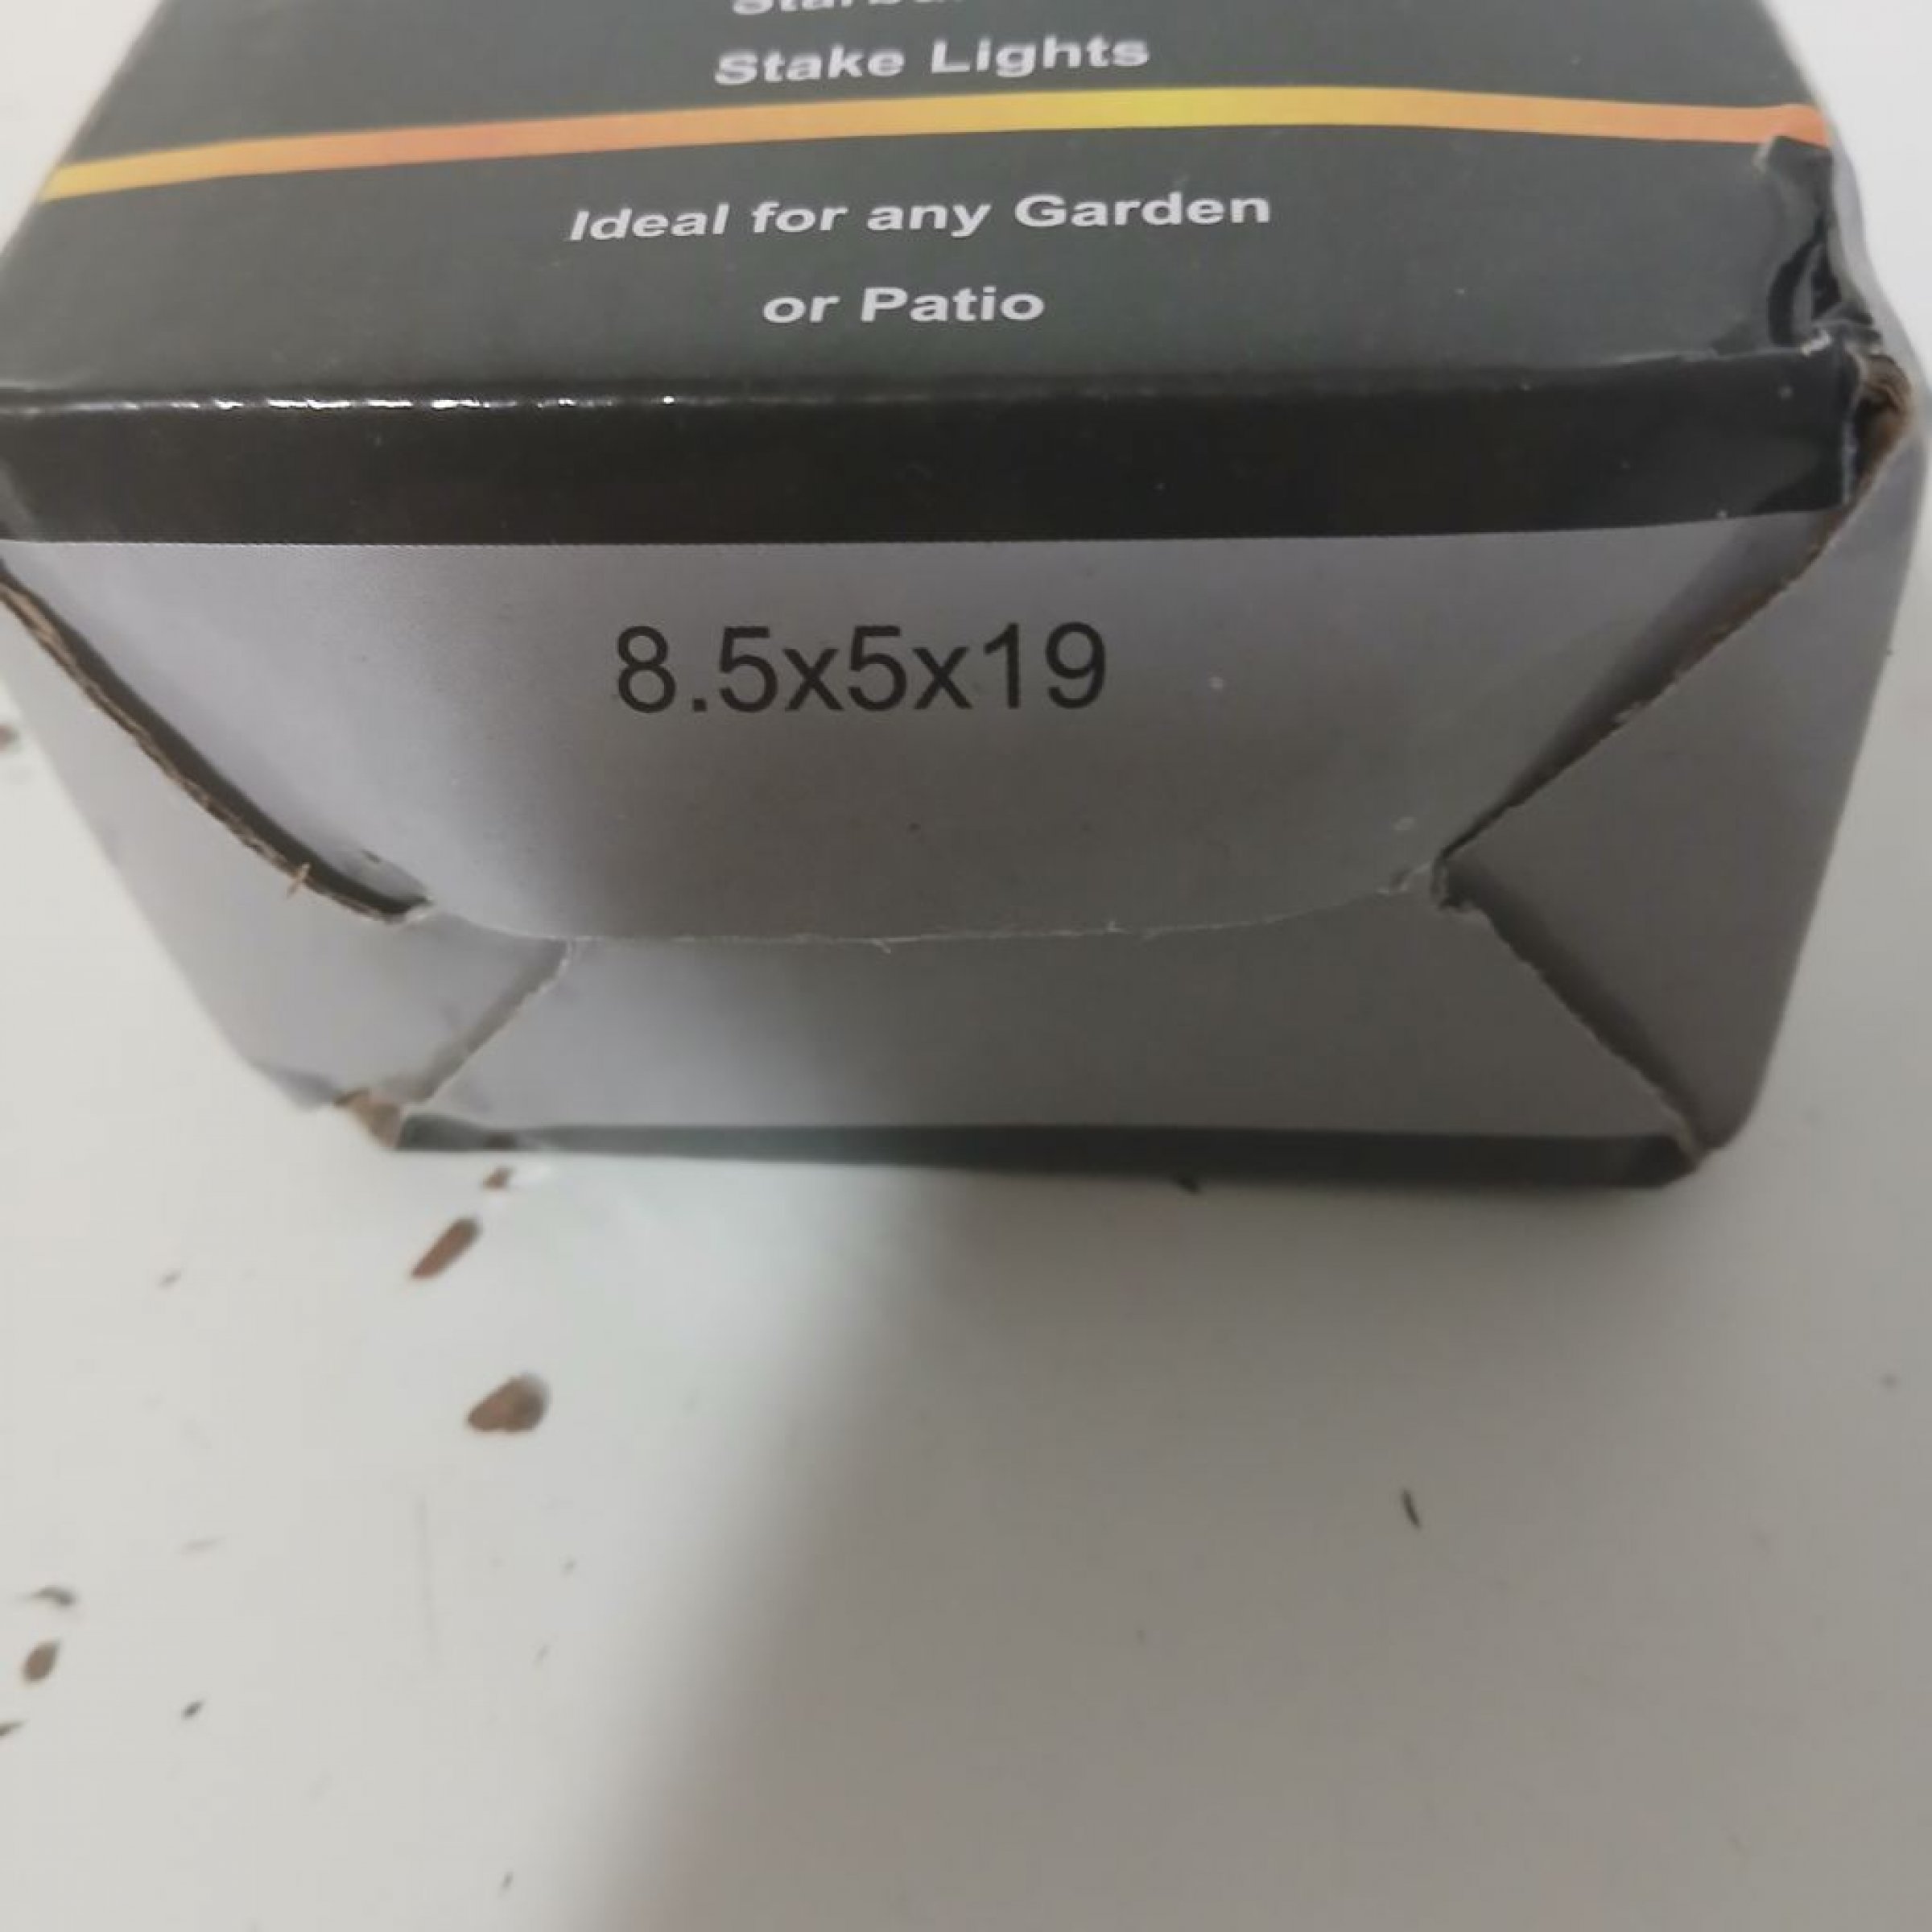 Stake Lights
Ideal for any Garden
or Patio
8.5x5x19